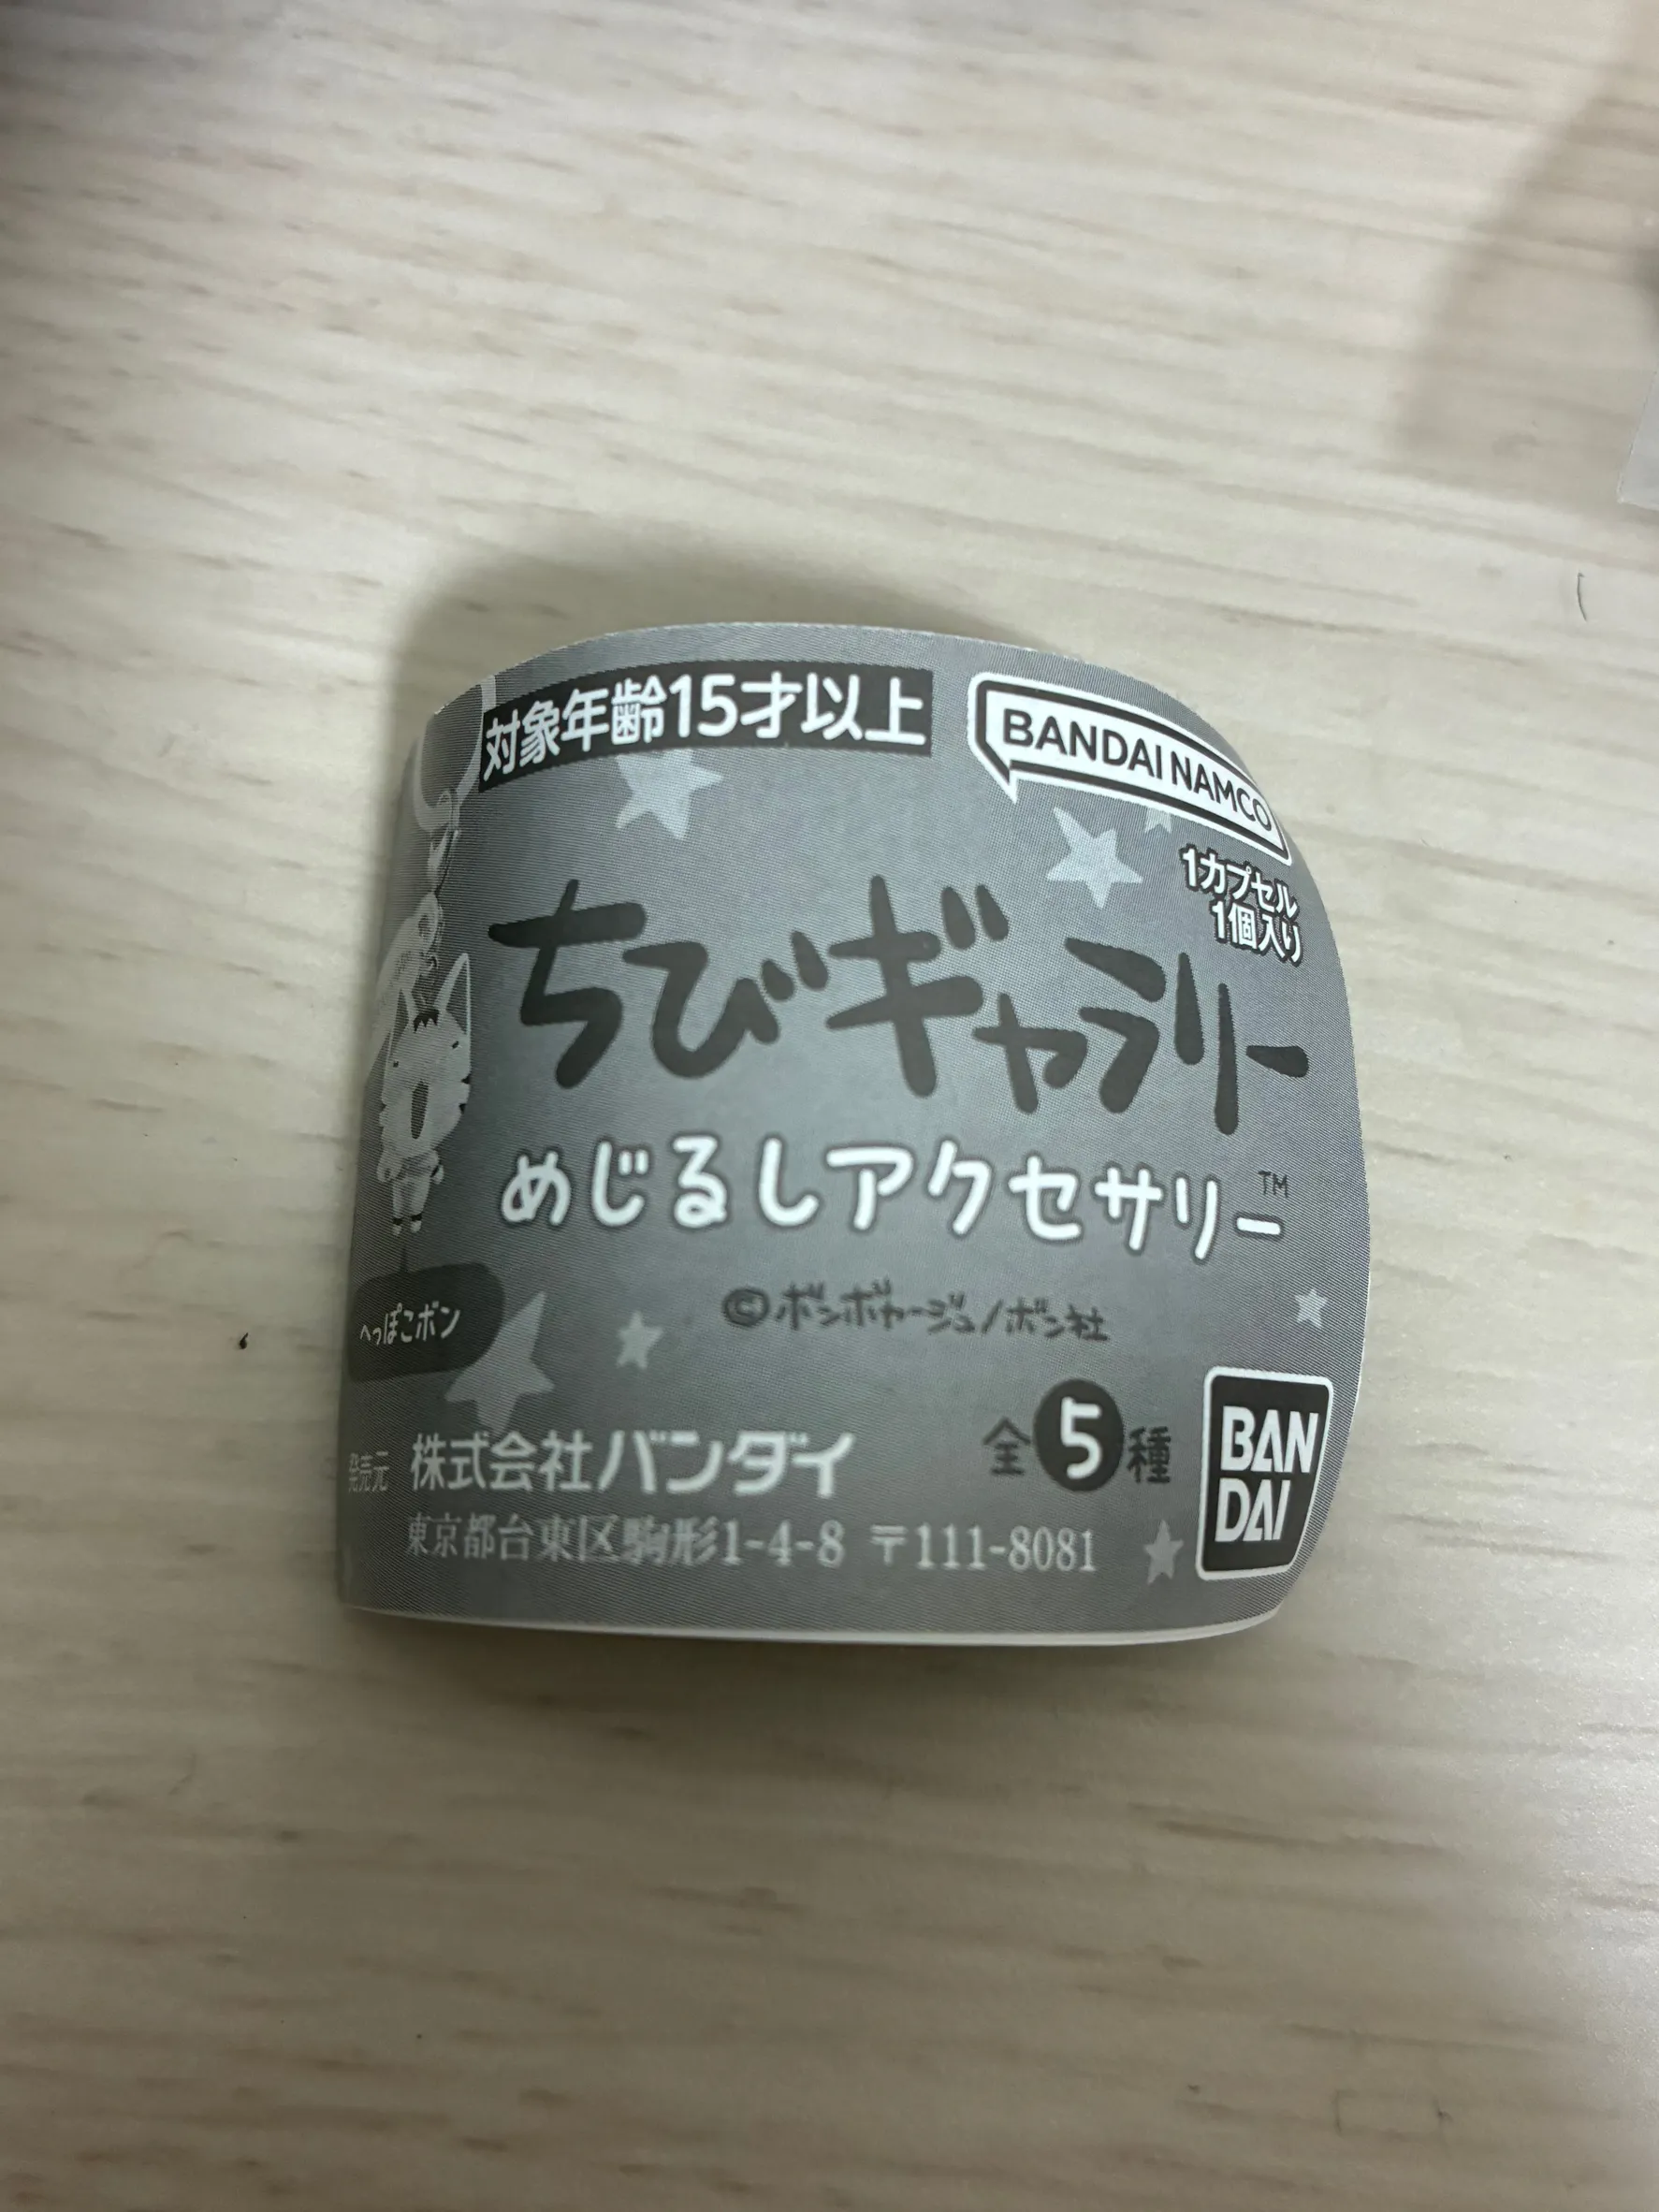 対象年齢15才以上
BANDAI NAMCO
1カプセル
1個入り
ちびギャラリー
めじるしアクセサリー™
©ボンボヤージュ/ボン社
へっぽこボン
発売元 株式会社バンダイ
全5種
BAN
DAI
東京都台東区駒形1-4-8 〒111-8081